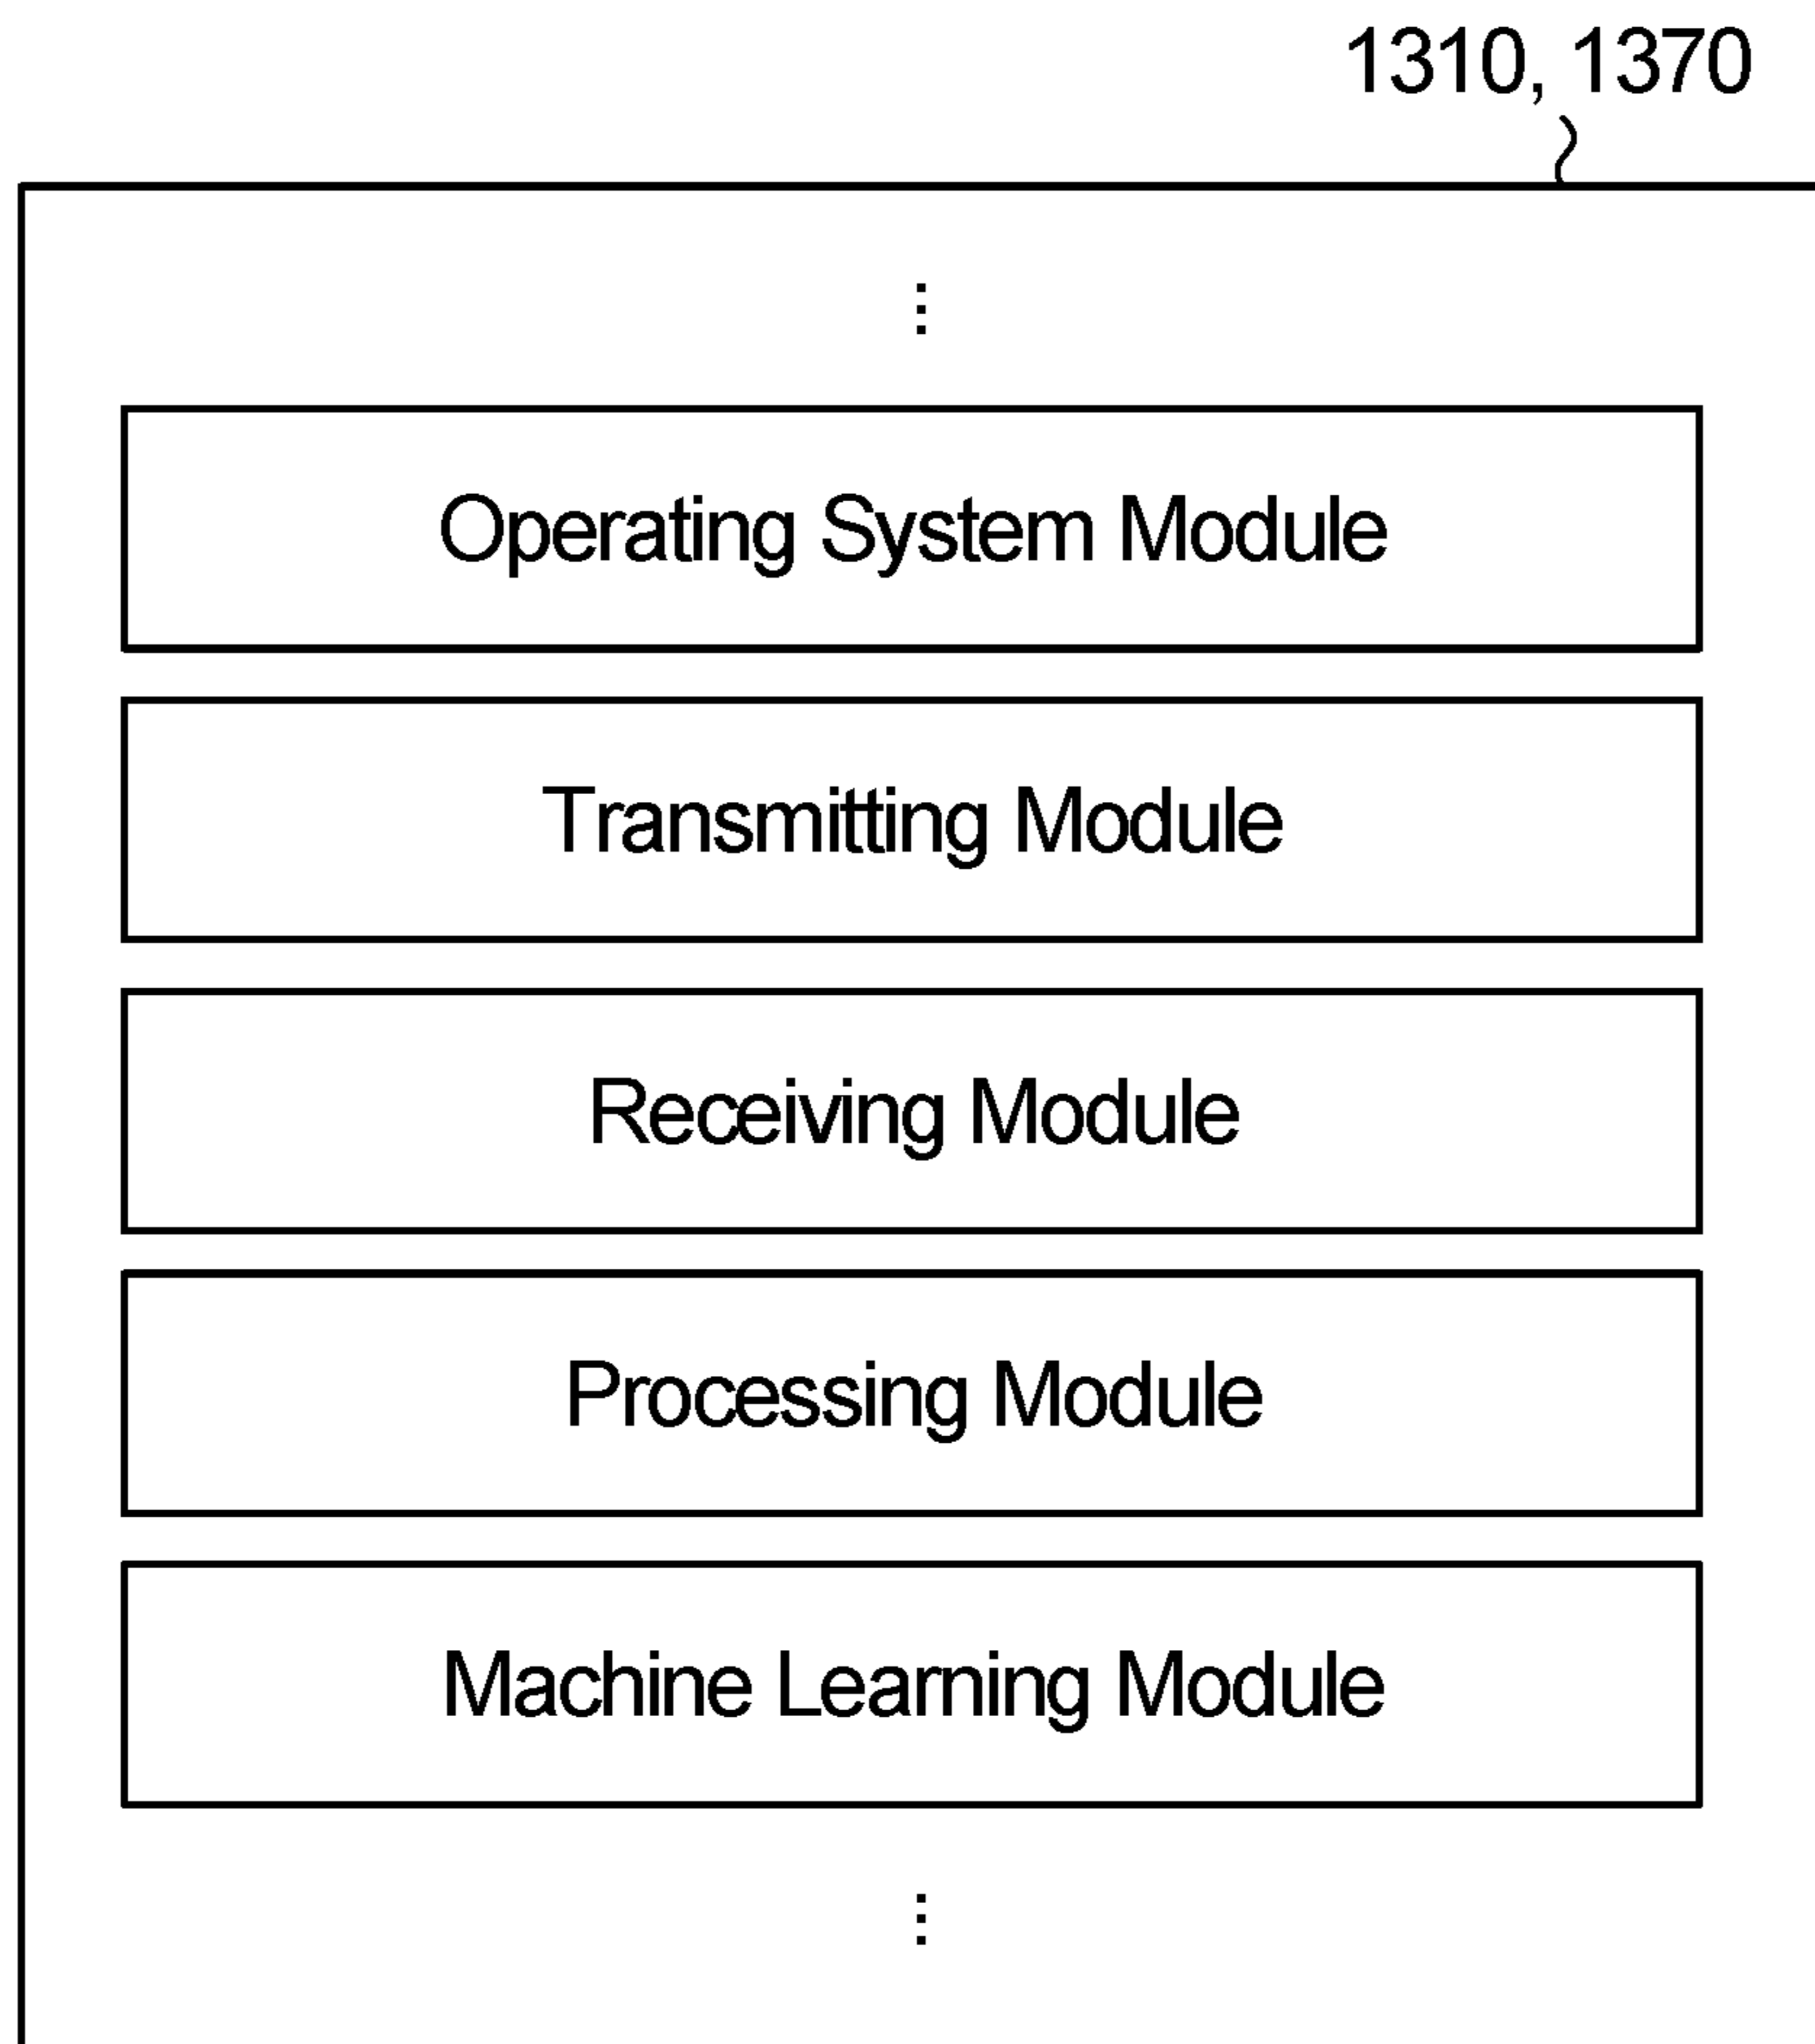 1310, 1370
⋮
Operating System Module
Transmitting Module
Receiving Module
Processing Module
Machine Learning Module
⋮